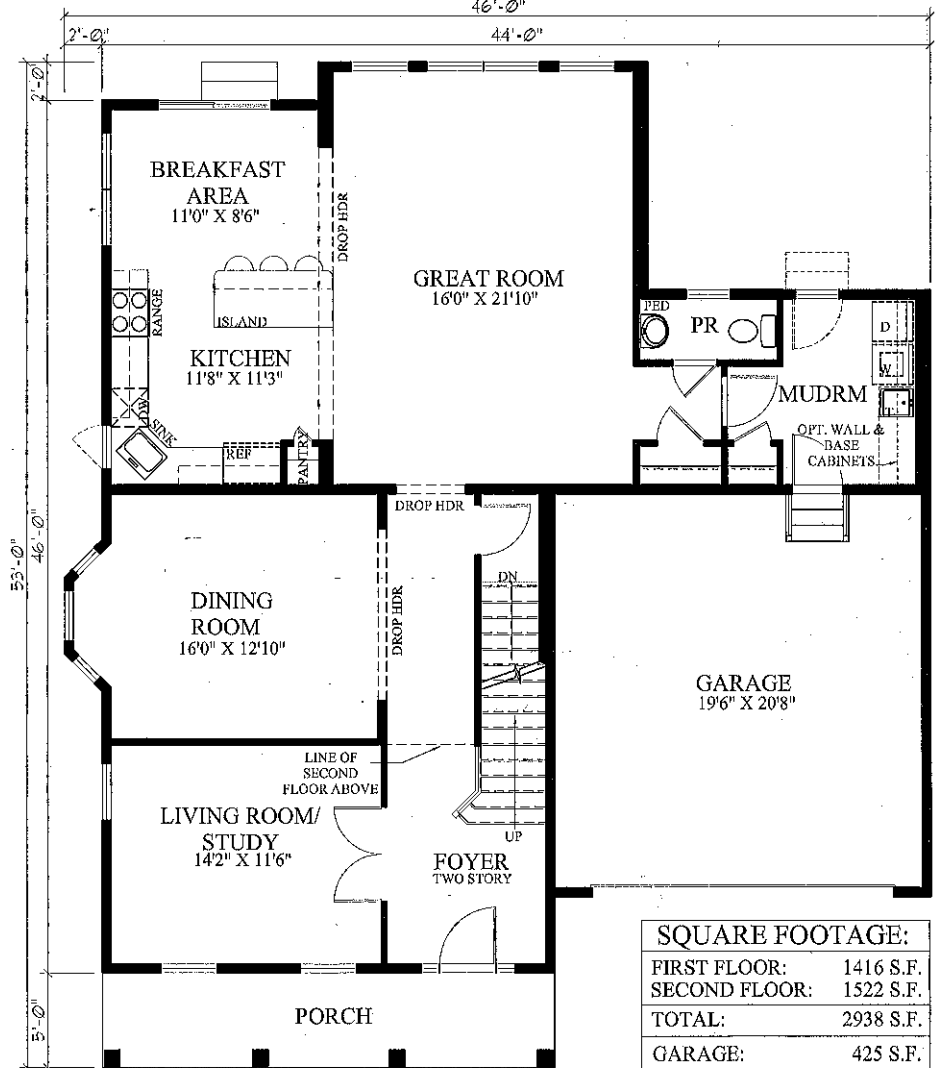 46'-0"
2'-0"
44'-0"
2'-0"
BREAKFAST
AREA
11'0" X 8'6"
DROP HDR
GREAT ROOM
16'0" X 21'10"
RANGE
ISLAND
KITCHEN
11'8" X 11'3"
DW
SINK
REF
PANTRY
PED
PR
D
W
MUDRM
T
OPT. WALL &
BASE
CABINETS
DROP HDR
53'-0"
46'-0"
DINING
ROOM
16'0" X 12'10"
DROP HDR
DN
GARAGE
19'6" X 20'8"
LINE OF
SECOND
FLOOR ABOVE
LIVING ROOM/
STUDY
14'2" X 11'6"
UP
FOYER
TWO STORY
5'-0"
PORCH
SQUARE FOOTAGE:
FIRST FLOOR: 1416 S.F.
SECOND FLOOR: 1522 S.F.
TOTAL: 2938 S.F.
GARAGE: 425 S.F.